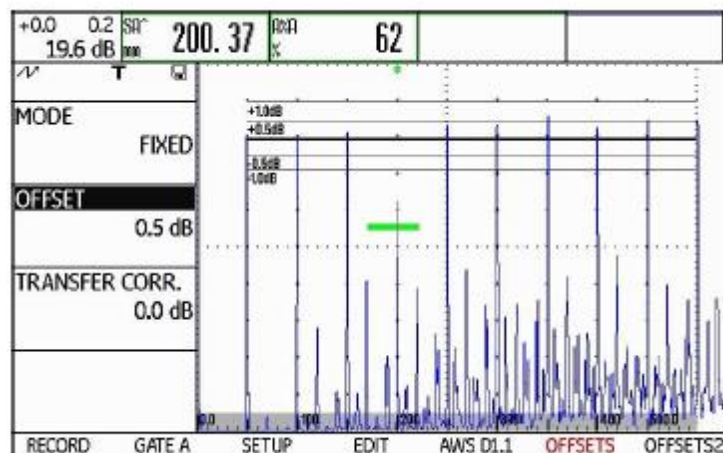 +0.0 0.2 SA^ 200.37 A%A 62
19.6 dB mm %
T
MODE
FIXED
OFFSET
0.5 dB
TRANSFER CORR.
0.0 dB
+1.0dB
+0.5dB
-0.5dB
-1.0dB
0.0 100 200 400
RECORD GATE A SETUP EDIT AWS D1.1 OFFSETS OFFSETS2